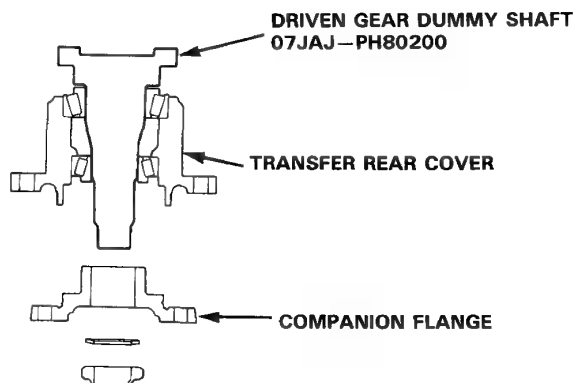 DRIVEN GEAR DUMMY SHAFT
07JAJ—PH80200
TRANSFER REAR COVER
COMPANION FLANGE